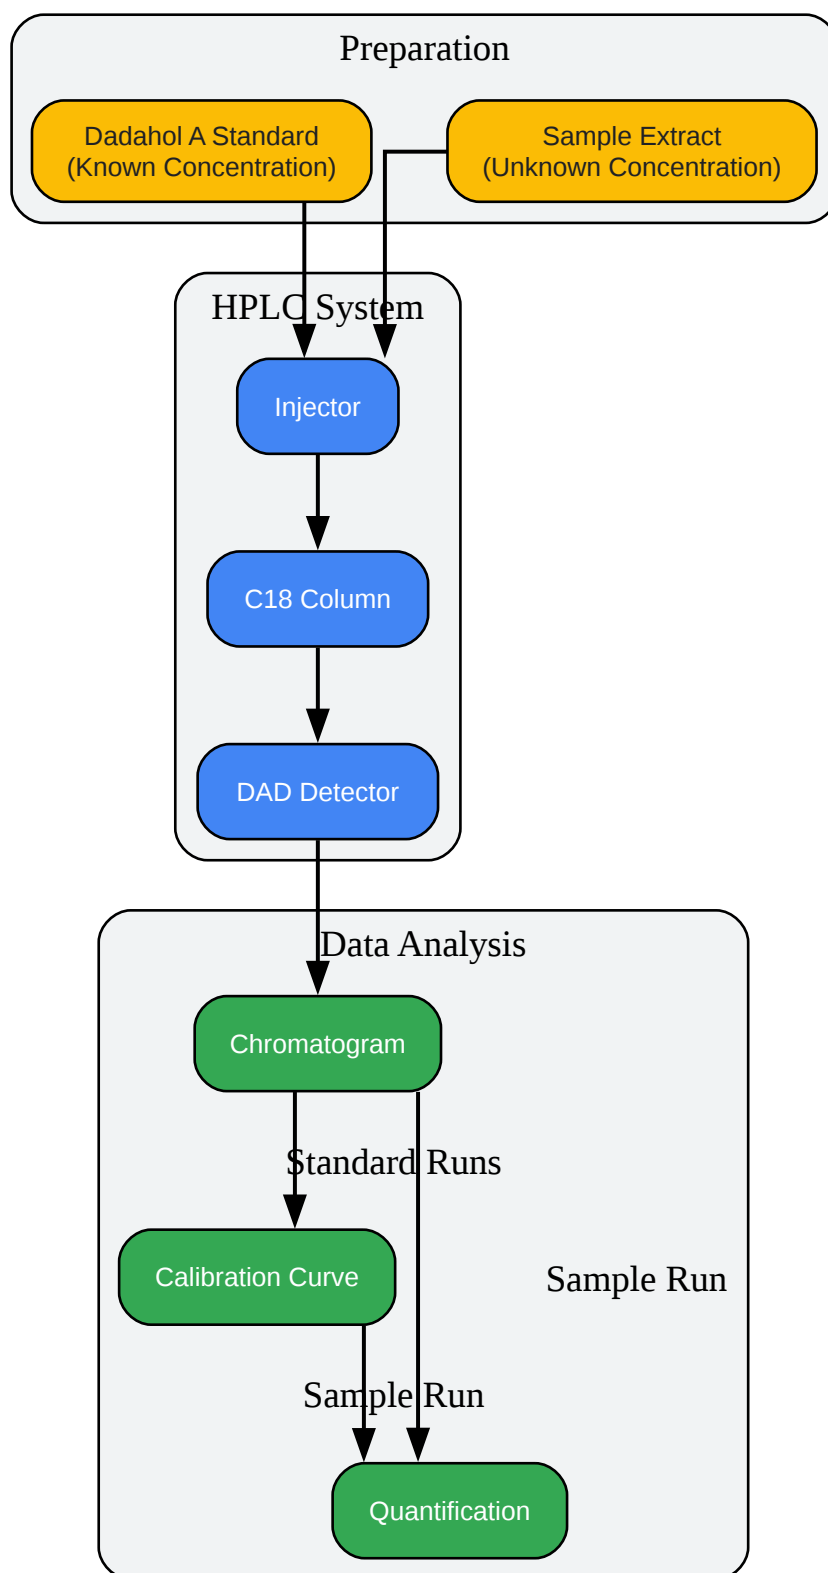 Preparation
Dadahol A Standard
(Known Concentration)
Sample Extract
(Unknown Concentration)
HPLC System
Injector
C18 Column
DAD Detector
Data Analysis
Chromatogram
Standard Runs
Calibration Curve
Sample Run
Sample Run
Quantification